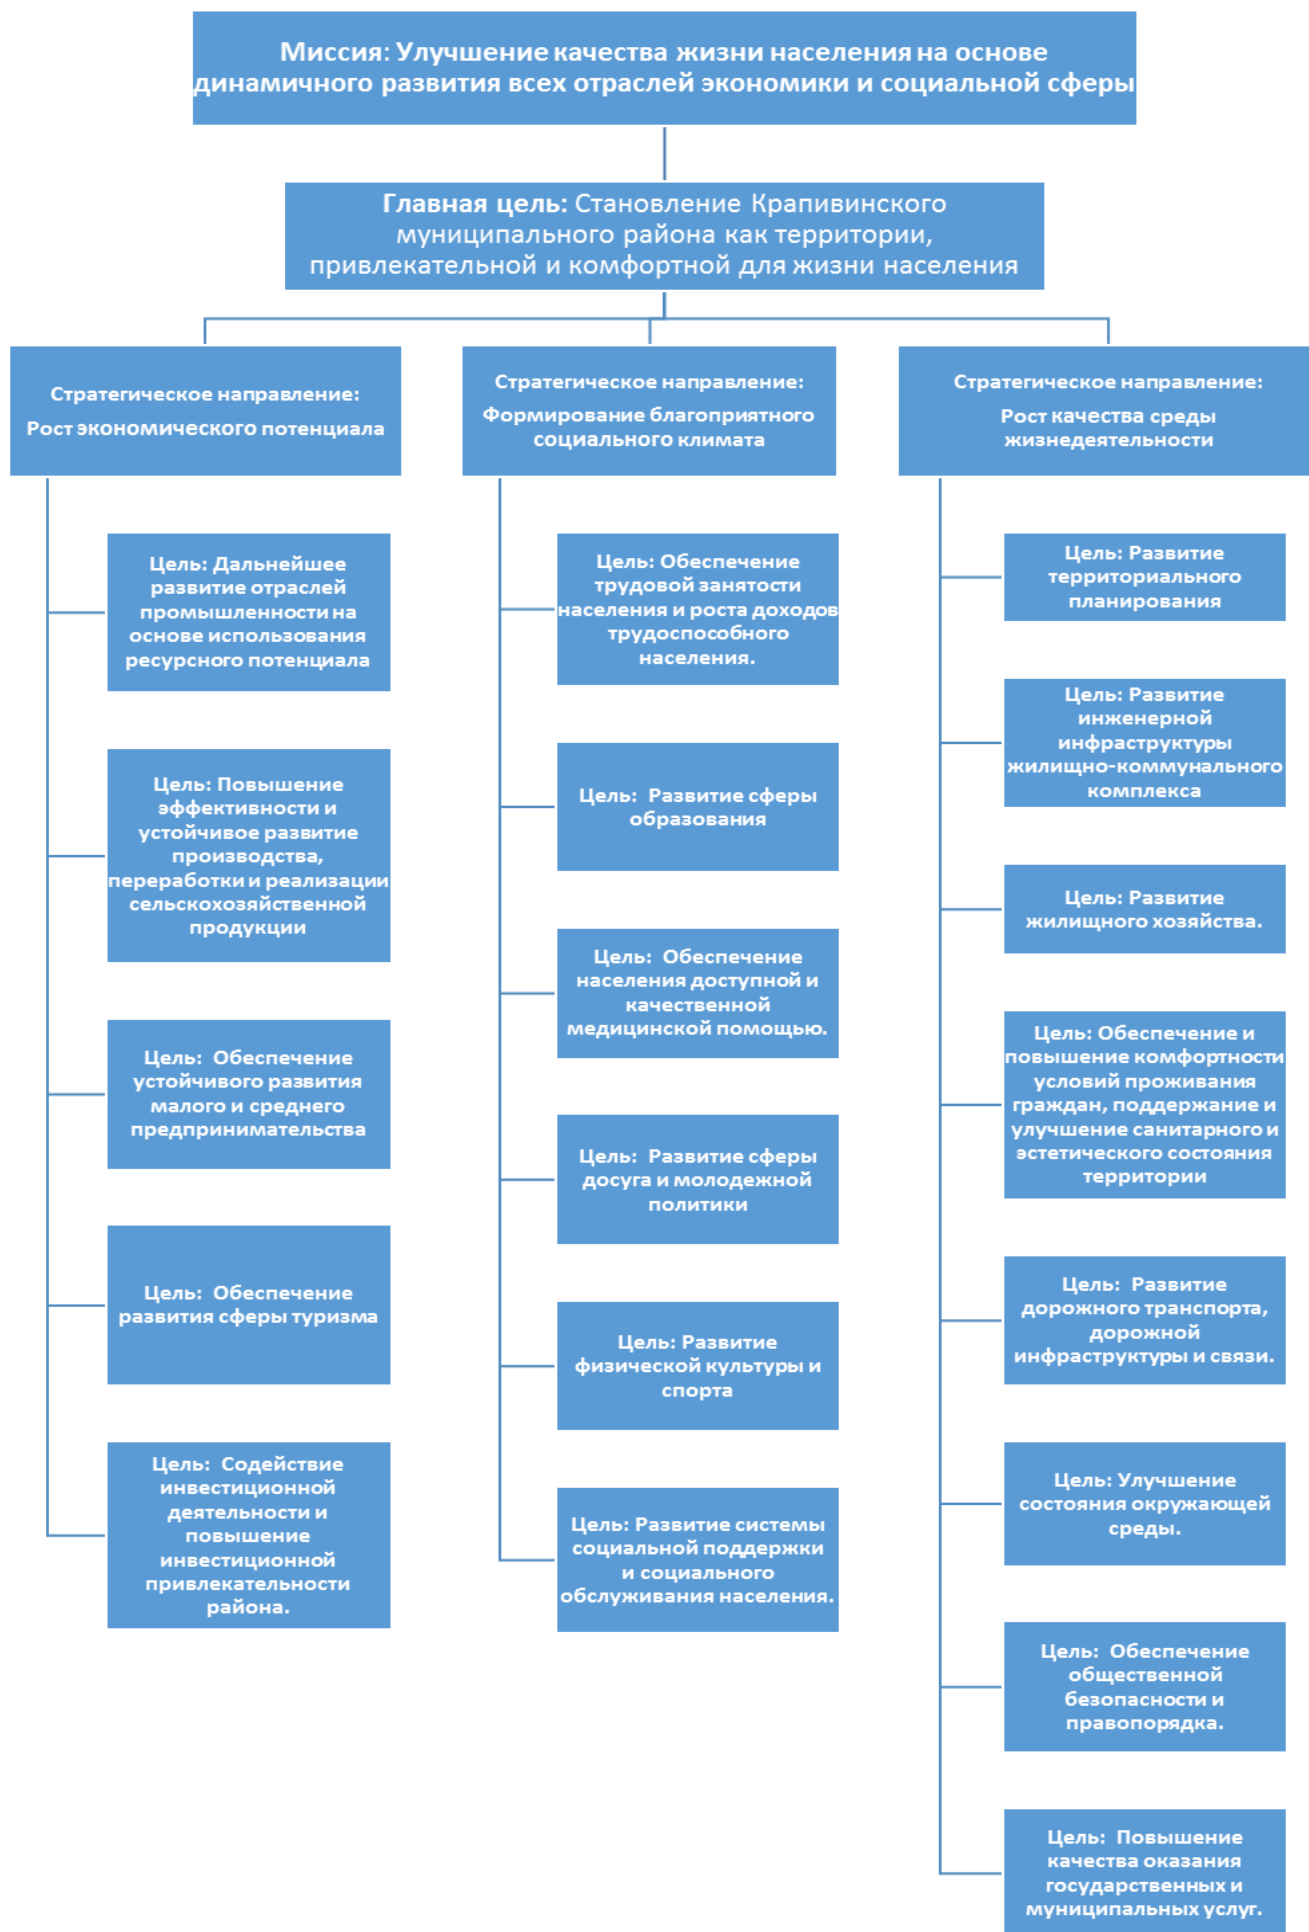 Миссия: Улучшение качества жизни населения на основе
динамичного развития всех отраслей экономики и социальной сферы
Главная цель: Становление Крапивинского
муниципального района как территории,
привлекательной и комфортной для жизни населения
Стратегическое направление:
Рост экономического потенциала
Цель: Дальнейшее
развитие отраслей
промышленности на
основе использования
ресурсного потенциала
Цель: Повышение
эффективности и
устойчивое развитие
производства,
переработки и реализации
сельскохозяйственной
продукции
Цель: Обеспечение
устойчивого развития
малого и среднего
предпринимательства
Цель: Обеспечение
развития сферы туризма
Цель: Содействие
инвестиционной
деятельности и
повышение
инвестиционной
привлекательности
района.
Стратегическое направление:
Формирование благоприятного
социального климата
Цель: Обеспечение
трудовой занятости
населения и роста доходов
трудоспособного
населения.
Цель: Развитие сферы
образования
Цель: Обеспечение
населения доступной и
качественной
медицинской помощью.
Цель: Развитие сферы
досуга и молодежной
политики
Цель: Развитие
физической культуры и
спорта
Цель: Развитие системы
социальной поддержки
и социального
обслуживания населения.
Стратегическое направление:
Рост качества среды
жизнедеятельности
Цель: Развитие
территориального
планирования
Цель: Развитие
инженерной
инфраструктуры
жилищно-коммунального
комплекса
Цель: Развитие
жилищного хозяйства.
Цель: Обеспечение и
повышение комфортности
условий проживания
граждан, поддержание и
улучшение санитарного и
эстетического состояния
территории
Цель: Развитие
дорожного транспорта,
дорожной
инфраструктуры и связи.
Цель: Улучшение
состояния окружающей
среды.
Цель: Обеспечение
общественной
безопасности и
правопорядка.
Цель: Повышение
качества оказания
государственных и
муниципальных услуг.